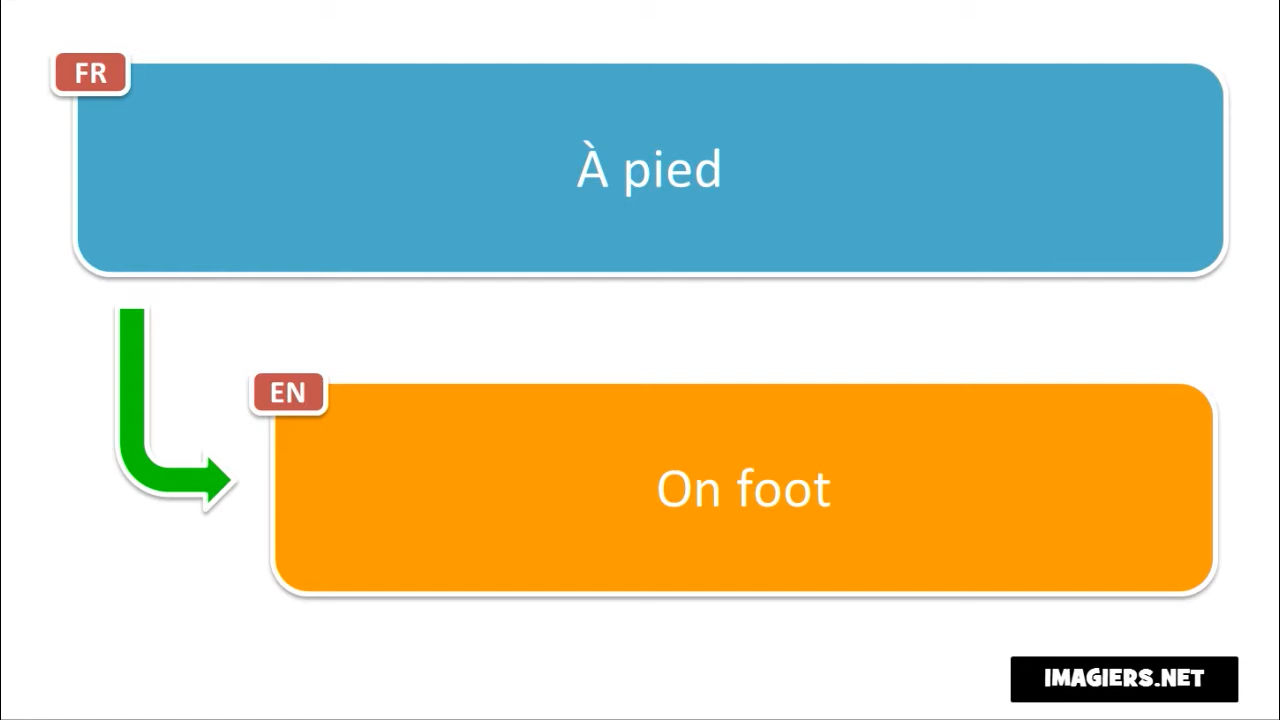 FR
À pied
EN
On foot
IMAGIERS.NET